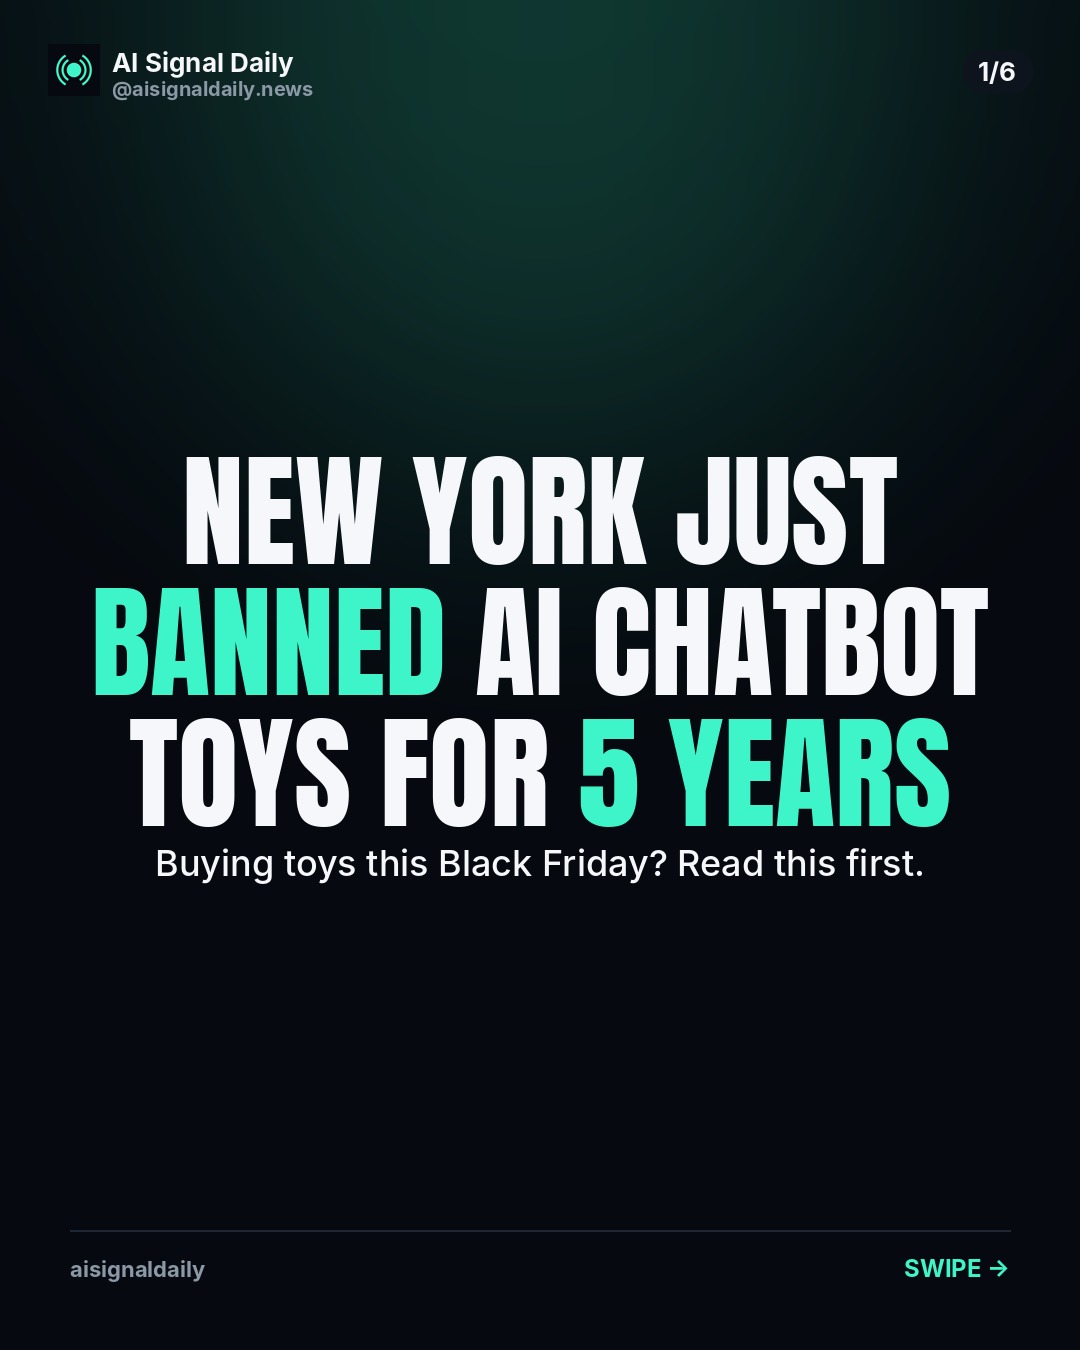 AI Signal Daily
@aisignaldaily.news
1/6
NEW YORK JUST
BANNED AI CHATBOT
TOYS FOR 5 YEARS
Buying toys this Black Friday? Read this first.
aisignaldaily
SWIPE →